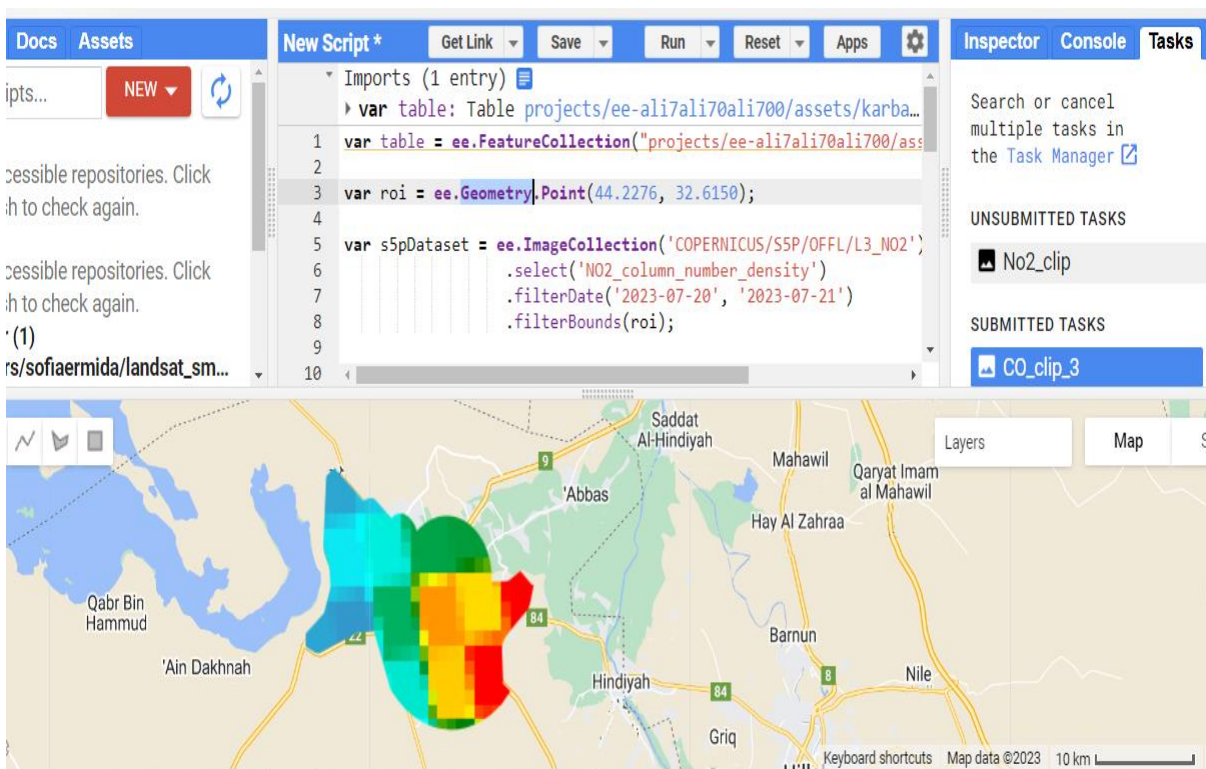 Docs Assets
ipts... NEW
cessible repositories. Click
sh to check again.
cessible repositories. Click
sh to check again.
(1)
rs/sofiaermida/landsat_sm...
New Script * Get Link Save Run Reset Apps
Imports (1 entry)
var table: Table projects/ee-ali7ali70ali700/assets/karba…
1 var table = ee.FeatureCollection("projects/ee-ali7ali70ali700/ass
2
3 var roi = ee.Geometry.Point(44.2276, 32.6150);
4
5 var s5pDataset = ee.ImageCollection('COPERNICUS/S5P/OFFL/L3_NO2')
6 .select('NO2_column_number_density')
7 .filterDate('2023-07-20', '2023-07-21')
8 .filterBounds(roi);
9
10
Inspector Console Tasks
Search or cancel
multiple tasks in
the Task Manager
UNSUBMITTED TASKS
No2_clip
SUBMITTED TASKS
CO_clip_3
Layers Map S
Saddat
Al-Hindiyah
9
Mahawil
Qaryat Imam
al Mahawil
'Abbas
Hay Al Zahraa
Qabr Bin
Hammud
84
22
'Ain Dakhnah
Barnun
8
Nile
Hindiyah
84
Griq
Keyboard shortcuts Map data ©2023 10 km